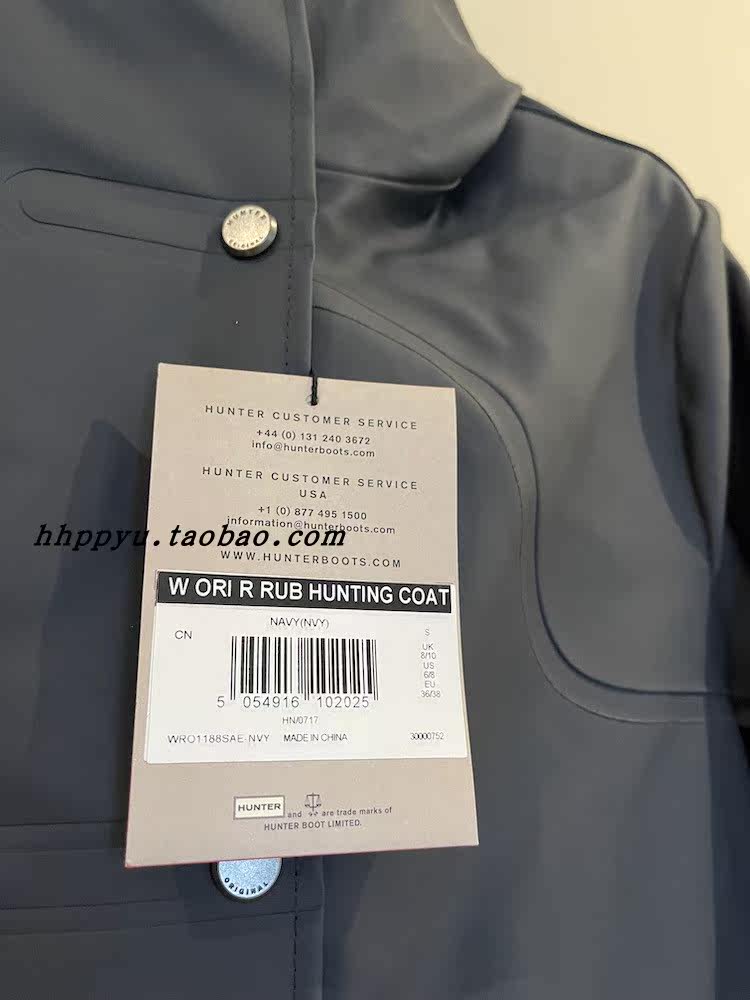 HUNTER
ORIGINAL
HUNTER CUSTOMER SERVICE
+44 (0) 131 240 3672
info@hunterboots.com
HUNTER CUSTOMER SERVICE
USA
+1 (0) 877 495 1500
information@hunterboots.com
hhppyu.taobao.com
WWW.HUNTERBOOTS.COM
W ORI R RUB HUNTING COAT
NAVY(NVY)
CN
S
UK
8/10
US
6/8
EU
36/38
5 054916 102025
HN/0717
WRO1188SAE-NVY MADE IN CHINA 30000752
HUNTER and are trade marks of
HUNTER BOOT LIMITED.
ORIGINAL